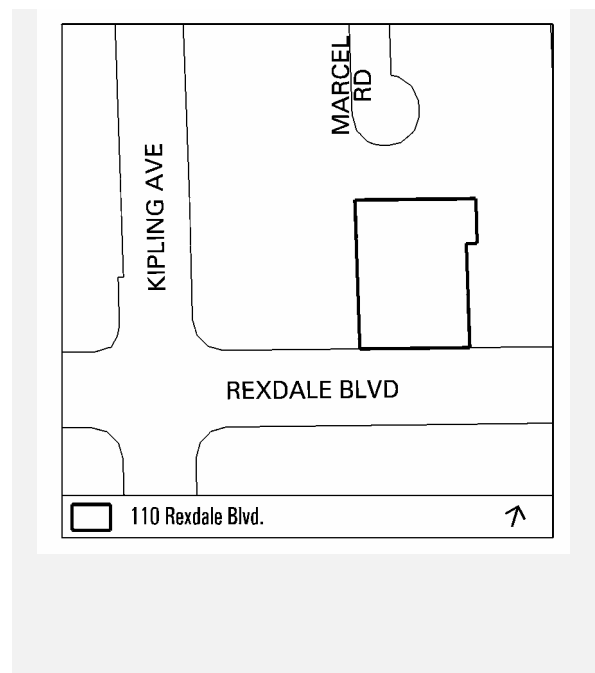 MARCEL
RD
KIPLING AVE
REXDALE BLVD
110 Rexdale Blvd.